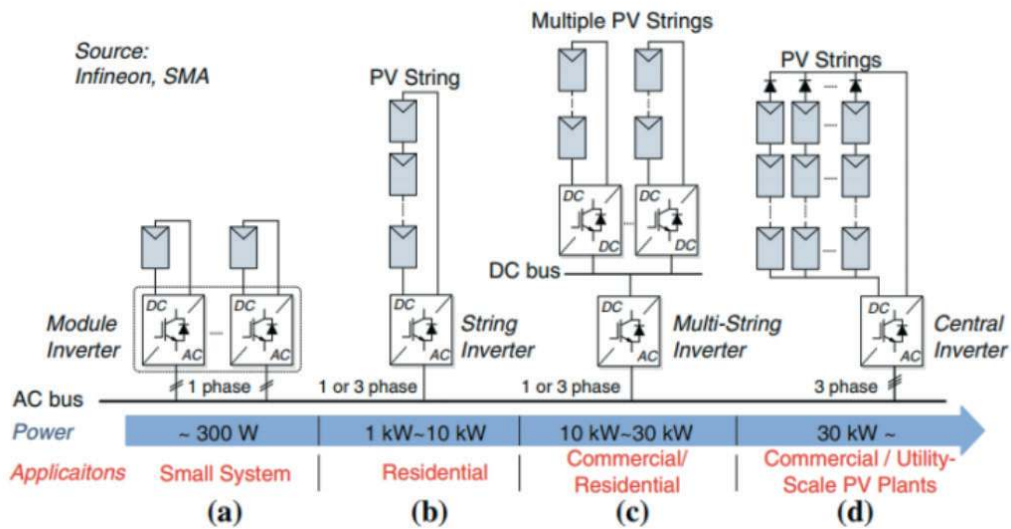 Source:
Infineon, SMA
PV String
Multiple PV Strings
PV Strings
DC
DC
DC
DC
DC bus
Module
Inverter
DC
AC
DC
AC
DC
AC
String
Inverter
DC
AC
Multi-String
Inverter
DC
AC
Central
Inverter
1 phase
1 or 3 phase
1 or 3 phase
3 phase
AC bus
Power
~ 300 W
1 kW~10 kW
10 kW~30 kW
30 kW ~
Applicaitons
Small System
Residential
Commercial/
Residential
Commercial / Utility-
Scale PV Plants
(a)
(b)
(c)
(d)